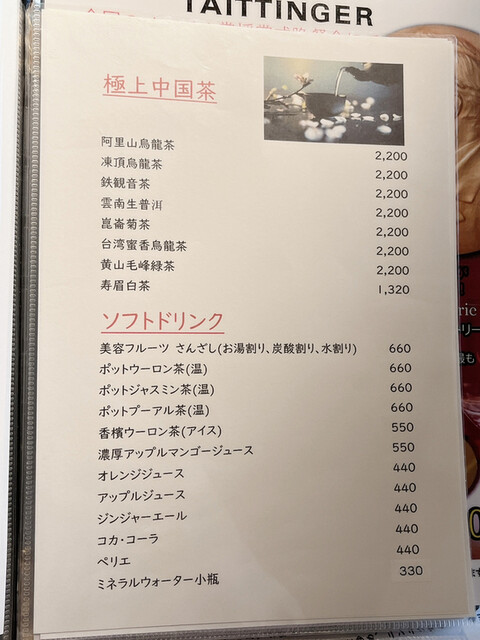 TAITTINGER
極上中国茶
阿里山烏龍茶 2,200
凍頂烏龍茶 2,200
鉄観音茶 2,200
雲南生普洱 2,200
崑崙菊茶 2,200
台湾蜜香烏龍茶 2,200
黄山毛峰緑茶 2,200
寿眉白茶 1,320
ソフトドリンク
美容フルーツ さんざし(お湯割り、炭酸割り、水割り) 660
ポットウーロン茶(温) 660
ポットジャスミン茶(温) 660
ポットプーアル茶(温) 660
香檳ウーロン茶(アイス) 550
濃厚アップルマンゴージュース 550
オレンジジュース 440
アップルジュース 440
ジンジャーエール 440
コカ・コーラ 440
ペリエ 440
ミネラルウォーター小瓶 330